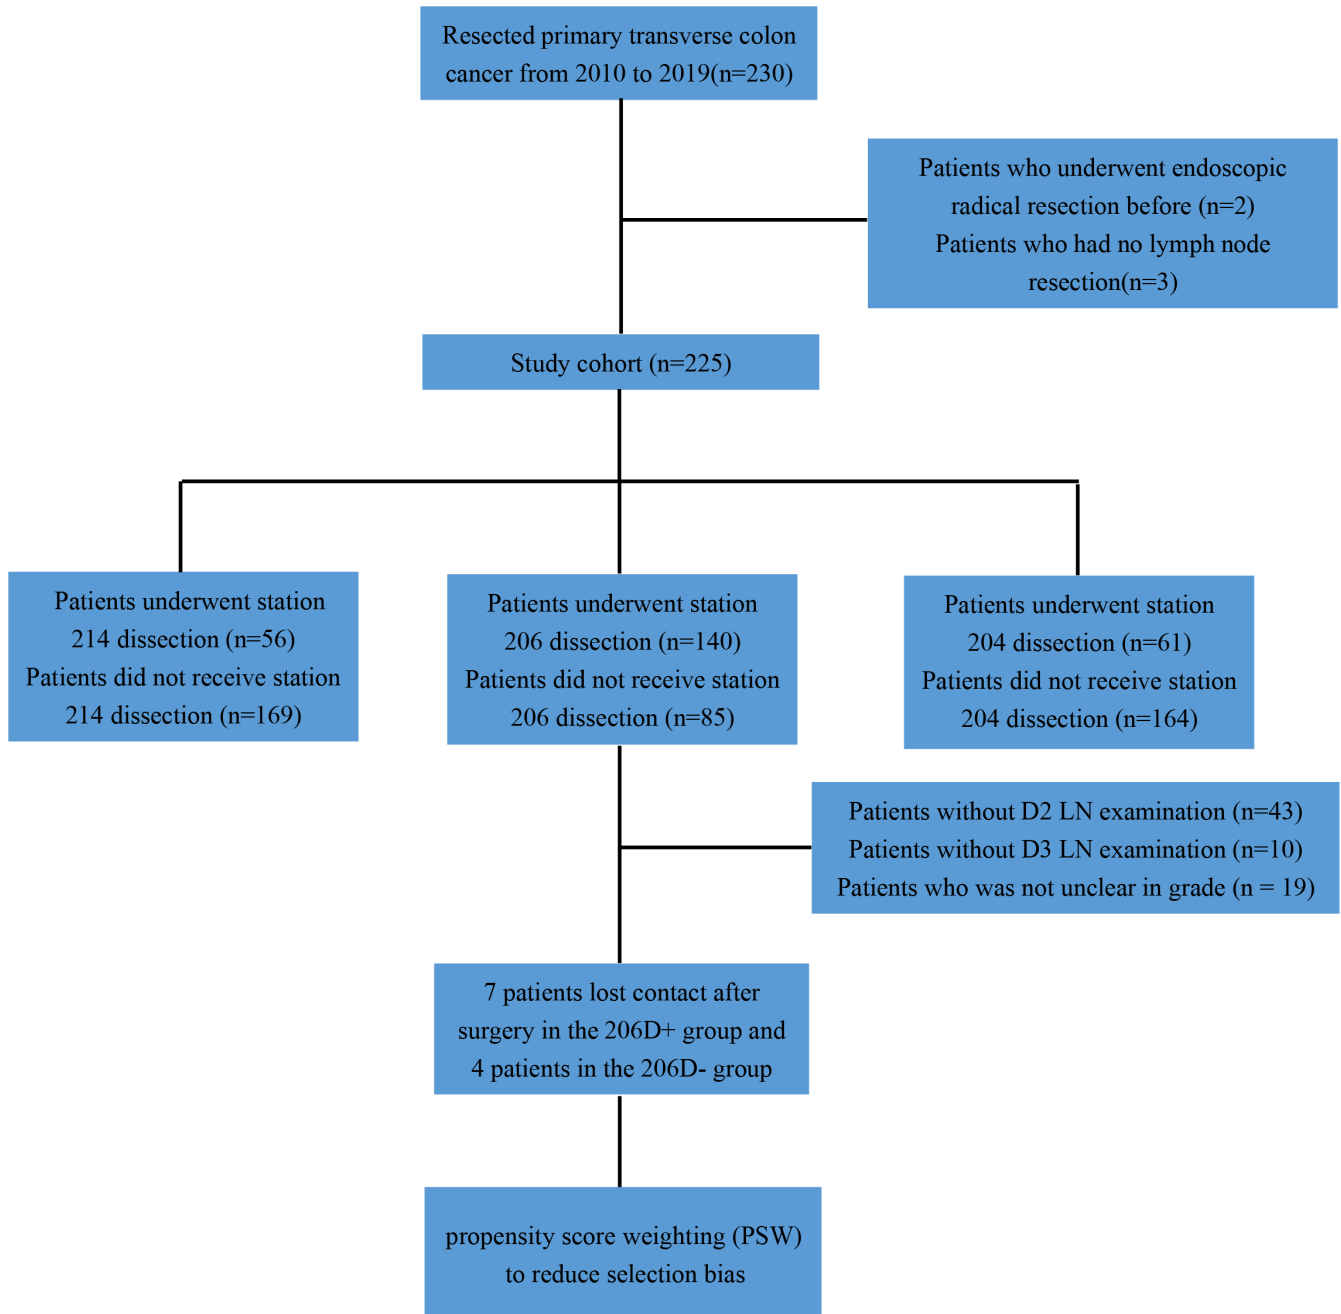 Resected primary transverse colon
cancer from 2010 to 2019(n=230)
Patients who underwent endoscopic
radical resection before (n=2)
Patients who had no lymph node
resection(n=3)
Study cohort (n=225)
Patients underwent station
214 dissection (n=56)
Patients did not receive station
214 dissection (n=169)
Patients underwent station
206 dissection (n=140)
Patients did not receive station
206 dissection (n=85)
Patients underwent station
204 dissection (n=61)
Patients did not receive station
204 dissection (n=164)
Patients without D2 LN examination (n=43)
Patients without D3 LN examination (n=10)
Patients who was not unclear in grade (n = 19)
7 patients lost contact after
surgery in the 206D+ group and
4 patients in the 206D- group
propensity score weighting (PSW)
to reduce selection bias